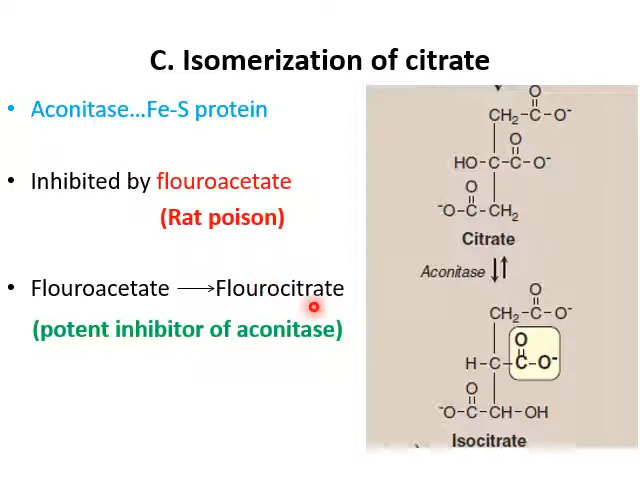 C. Isomerization of citrate
• Aconitase...Fe-S protein
• Inhibited by flouroacetate
(Rat poison)
• Flouroacetate ⟶Flourocitrate
(potent inhibitor of aconitase)
O
CH₂–C–O⁻
O
HO–C–C–O⁻
O
⁻O–C–CH₂
Citrate
Aconitase
O
CH₂–C–O⁻
O
H–C–C–O⁻
O
⁻O–C–CH–OH
Isocitrate